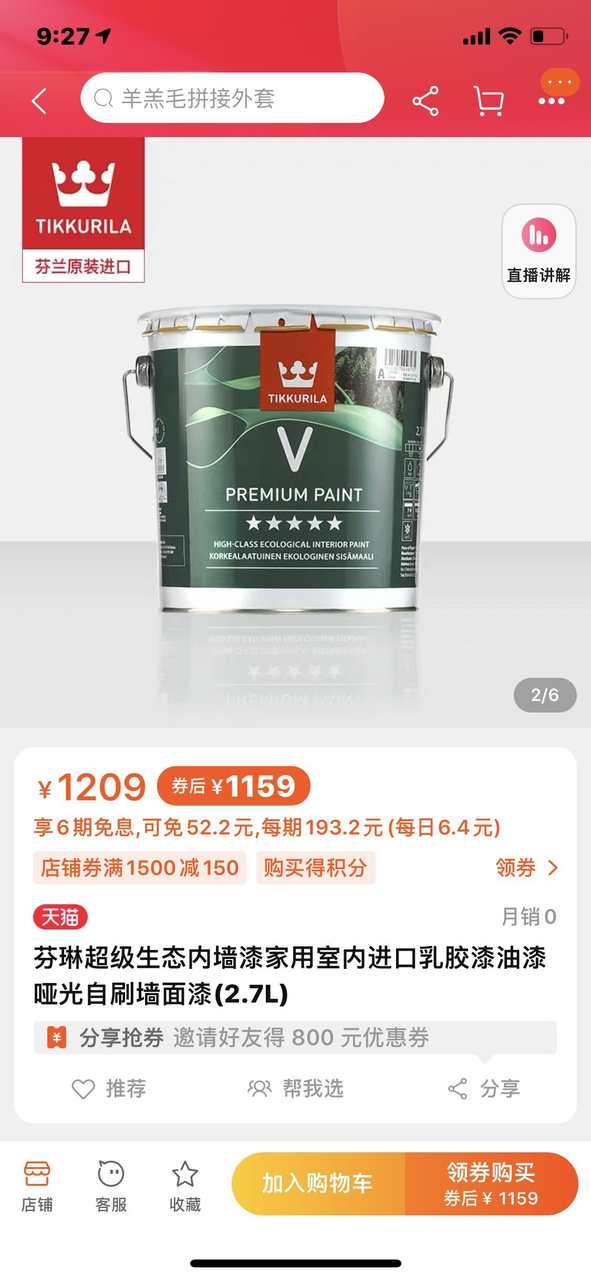 9:27
羊羔毛拼接外套
TIKKURILA
芬兰原装进口
直播讲解
TIKKURILA
A
V
PREMIUM PAINT
HIGH-CLASS ECOLOGICAL INTERIOR PAINT
KORKEALAATUINEN EKOLOGINEN SISÄMAALI
2/6
¥1209 券后¥1159
享6期免息,可免52.2元,每期193.2元(每日6.4元)
店铺券满1500减150 购买得积分 领券
天猫 月销0
芬琳超级生态内墙漆家用室内进口乳胶漆油漆
哑光自刷墙面漆(2.7L)
¥ 分享抢券 邀请好友得 800 元优惠券
推荐 帮我选 分享
店铺 客服 收藏 加入购物车 领券购买
券后¥1159